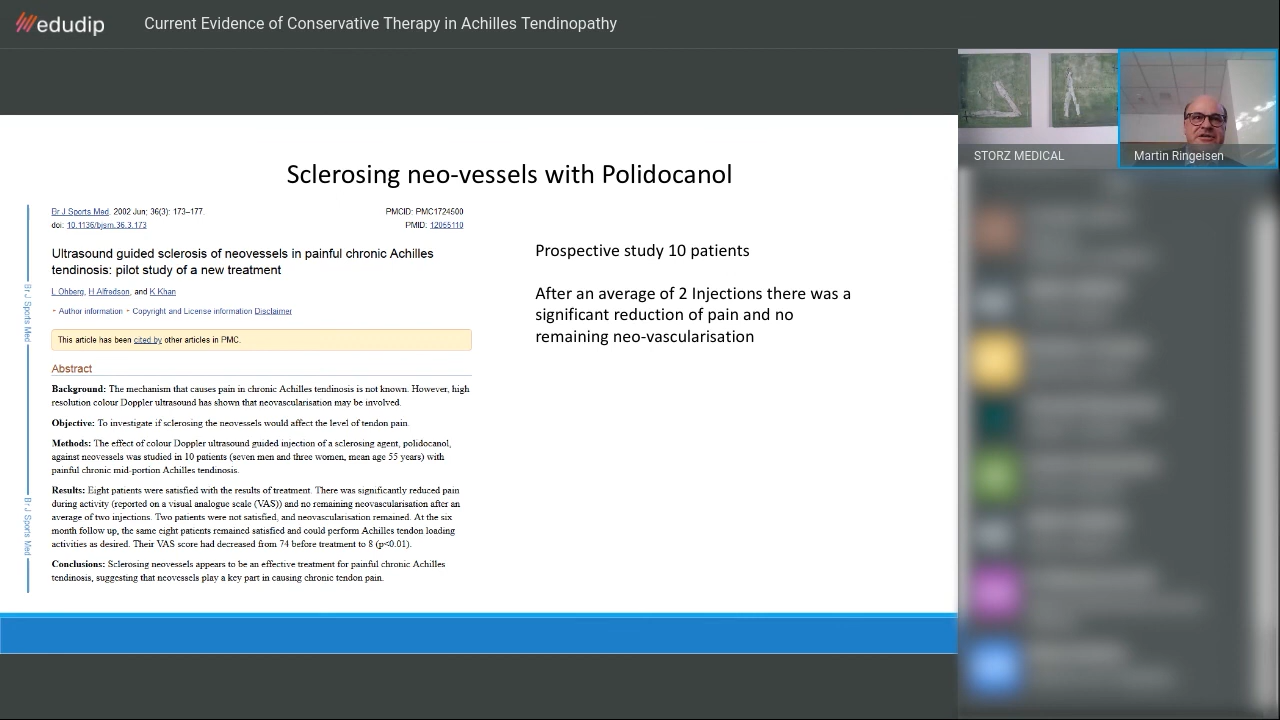 edudip
Current Evidence of Conservative Therapy in Achilles Tendinopathy
STORZ MEDICAL
Martin Ringeisen
Sclerosing neo-vessels with Polidocanol
Br J Sports Med. 2002 Jun; 36(3): 173–177.
PMCID: PMC1724500
doi: 10.1136/bjsm.36.3.173
PMID: 12055110
Ultrasound guided sclerosis of neovessels in painful chronic Achilles
tendinosis: pilot study of a new treatment
L Ohberg, H Alfredson, and K Khan
+ Author information + Copyright and License information Disclaimer
This article has been cited by other articles in PMC.
Abstract
Background: The mechanism that causes pain in chronic Achilles tendinosis is not known. However, high
resolution colour Doppler ultrasound has shown that neovascularisation may be involved.
Objective: To investigate if sclerosing the neovessels would affect the level of tendon pain.
Methods: The effect of colour Doppler ultrasound guided injection of a sclerosing agent, polidocanol,
against neovessels was studied in 10 patients (seven men and three women, mean age 55 years) with
painful chronic mid-portion Achilles tendinosis.
Results: Eight patients were satisfied with the results of treatment. There was significantly reduced pain
during activity (reported on a visual analogue scale (VAS)) and no remaining neovascularisation after an
average of two injections. Two patients were not satisfied, and neovascularisation remained. At the six
month follow up, the same eight patients remained satisfied and could perform Achilles tendon loading
activities as desired. Their VAS score had decreased from 74 before treatment to 8 (p<0.01).
Conclusions: Sclerosing neovessels appears to be an effective treatment for painful chronic Achilles
tendinosis, suggesting that neovessels play a key part in causing chronic tendon pain.
Br J Sports Med
Br J Sports Med
Prospective study 10 patients
After an average of 2 Injections there was a
significant reduction of pain and no
remaining neo-vascularisation